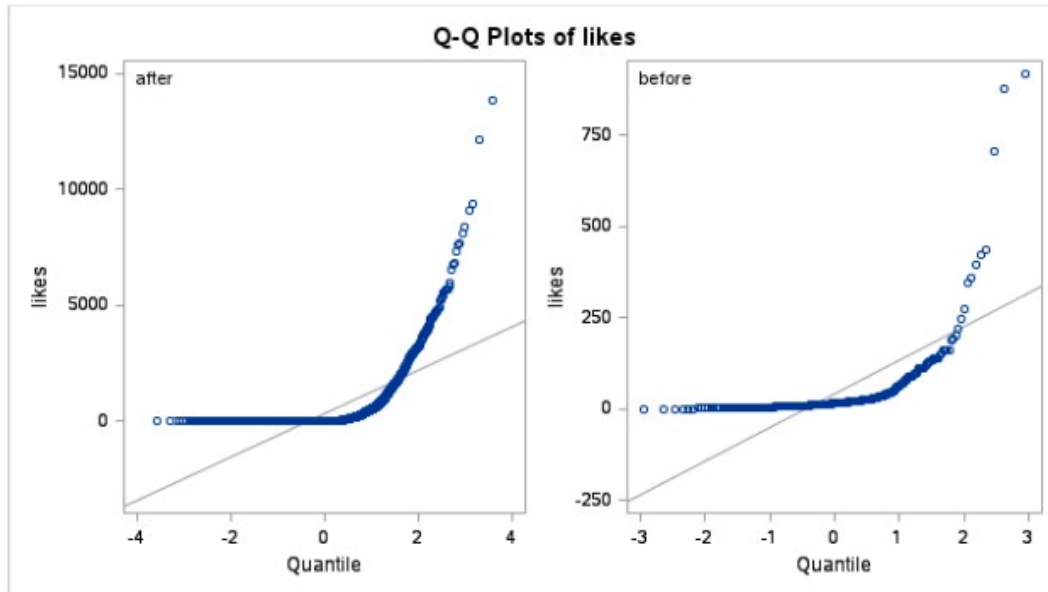 Q-Q Plots of likes
after
15000
10000
5000
0
likes
-4 -2 0 2 4
Quantile
before
750
500
250
0
-250
likes
-3 -2 -1 0 1 2 3
Quantile